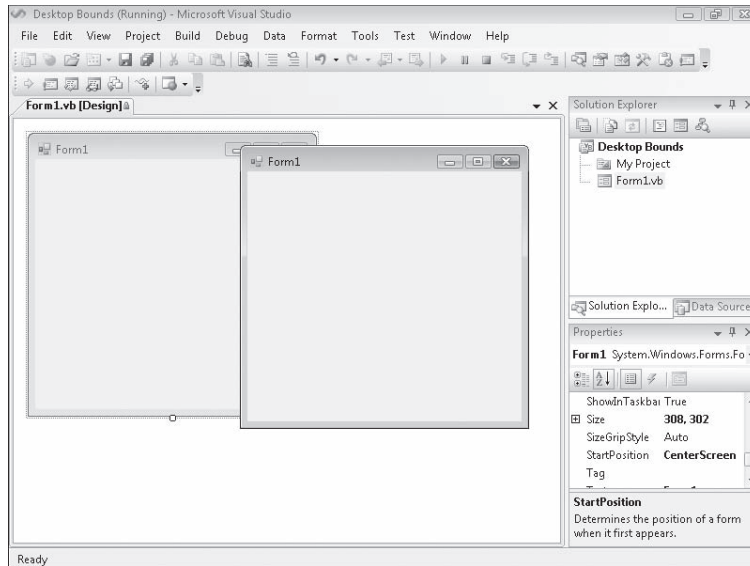 Desktop Bounds (Running) - Microsoft Visual Studio
File Edit View Project Build Debug Data Format Tools Test Window Help
Form1.vb [Design]
Form1
Form1
Solution Explorer
Desktop Bounds
My Project
Form1.vb
Solution Explo... Data Source
Properties
Form1 System.Windows.Forms.Fo
ShowInTaskbar True
Size 308, 302
SizeGripStyle Auto
StartPosition CenterScreen
Tag
StartPosition
Determines the position of a form
when it first appears.
Ready